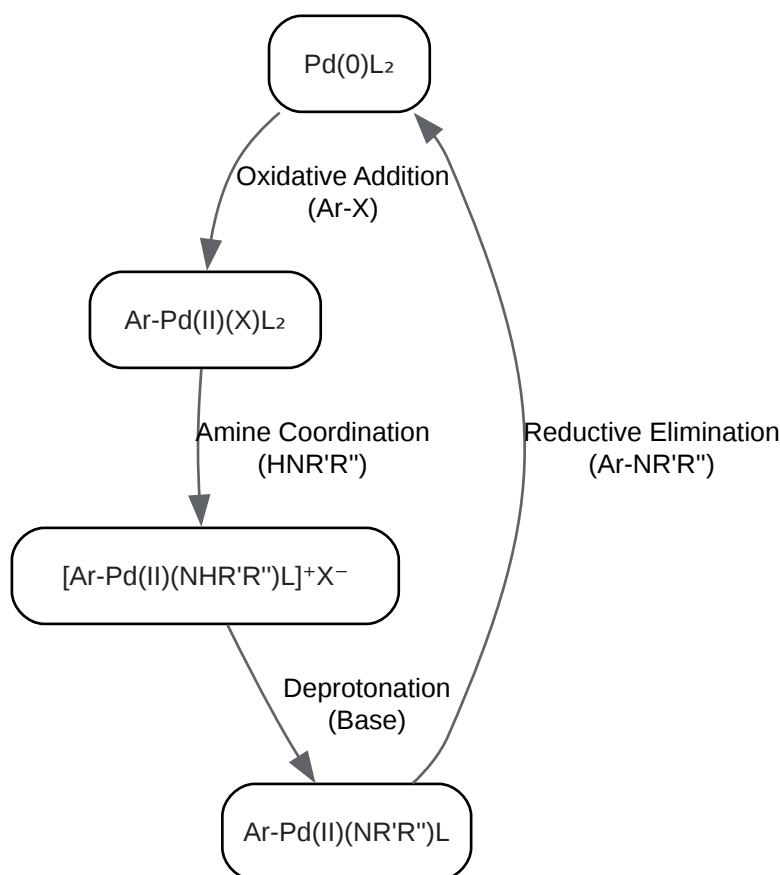 Pd(0)L₂
Oxidative Addition
(Ar-X)
Ar-Pd(II)(X)L₂
Amine Coordination
(HNR'R")
Reductive Elimination
(Ar-NR'R")
[Ar-Pd(II)(NHR'R")L]⁺X⁻
Deprotonation
(Base)
Ar-Pd(II)(NR'R")L